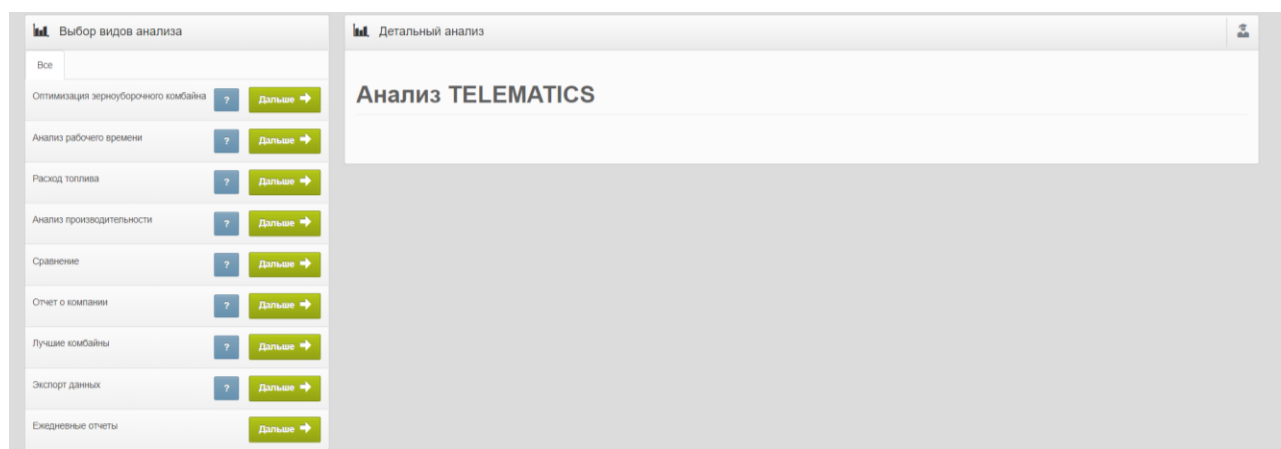 Выбор видов анализа
Все
Оптимизация зерноуборочного комбайна ? Дальше
Анализ рабочего времени ? Дальше
Расход топлива ? Дальше
Анализ производительности ? Дальше
Сравнение ? Дальше
Отчет о компании ? Дальше
Лучшие комбайны ? Дальше
Экспорт данных ? Дальше
Ежедневные отчеты Дальше
Детальный анализ
Анализ TELEMATICS